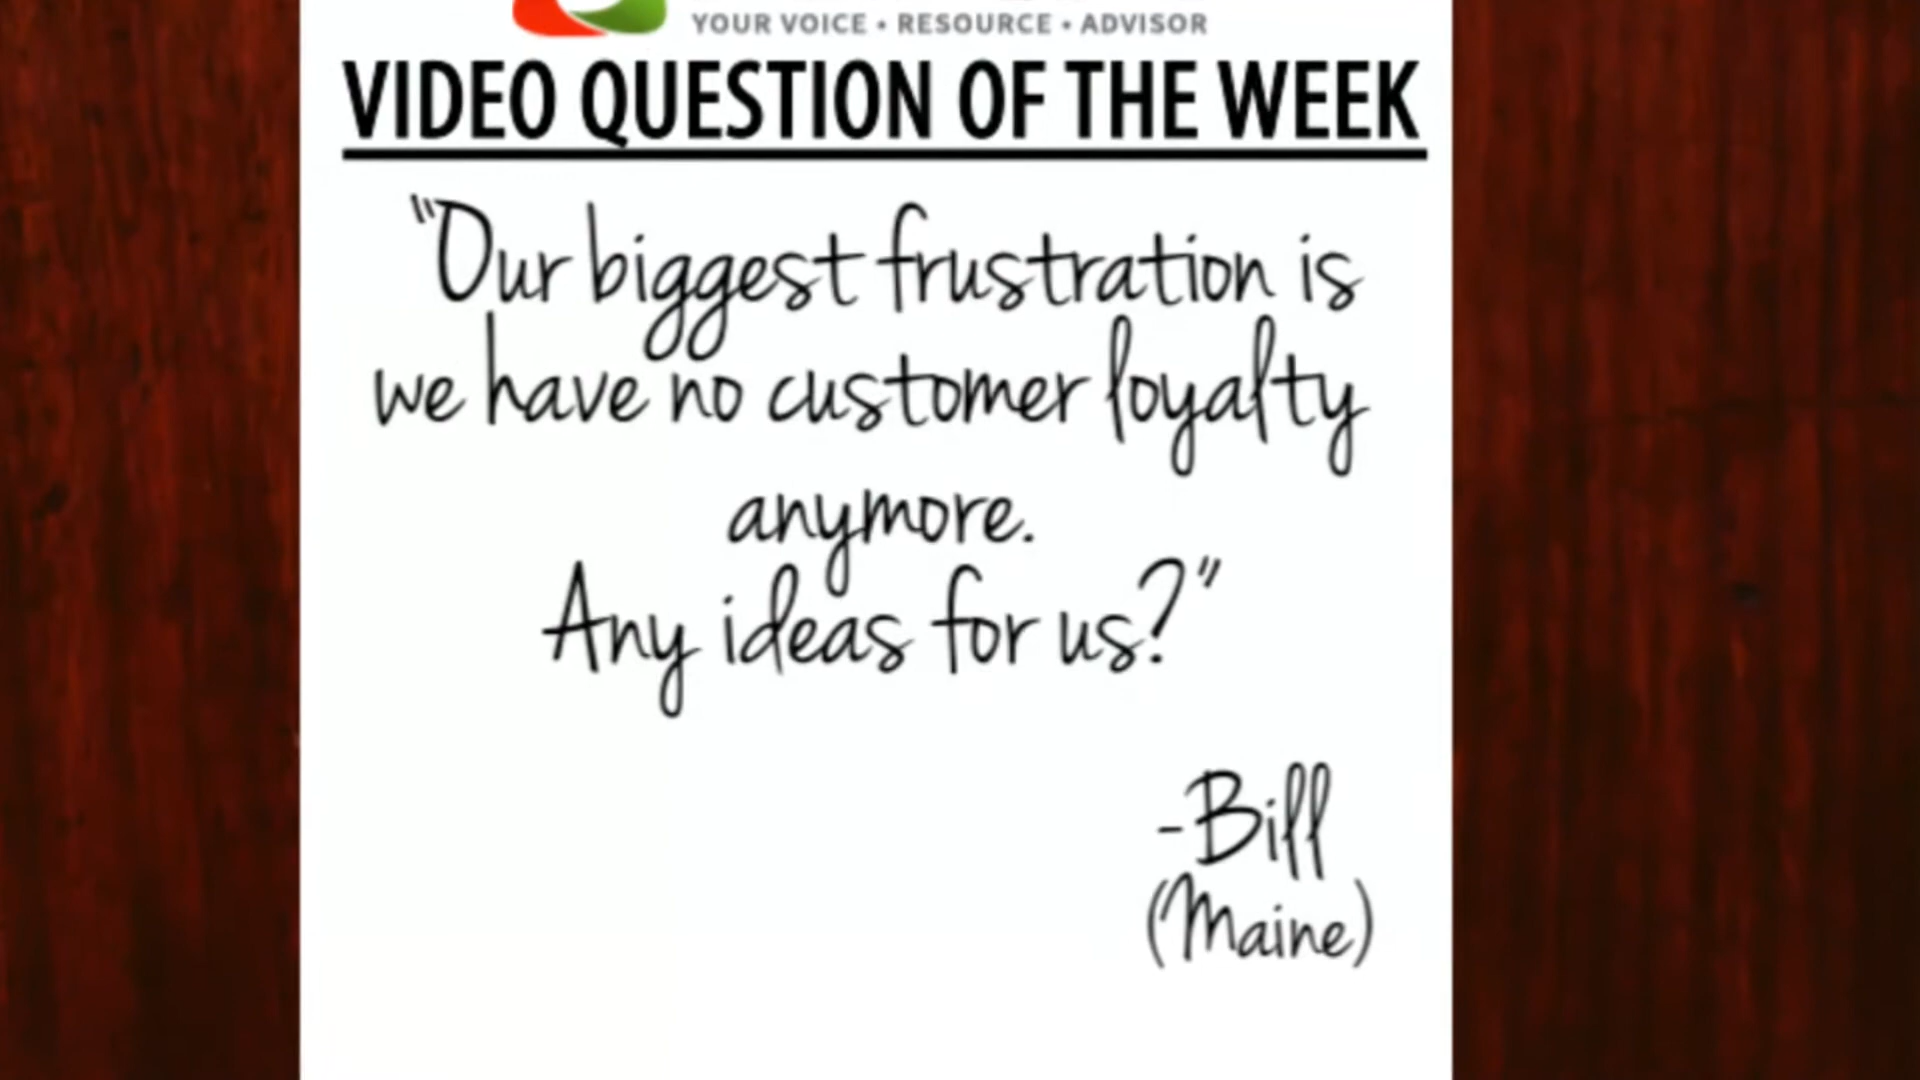 YOUR VOICE • RESOURCE • ADVISOR
VIDEO QUESTION OF THE WEEK
"Our biggest frustration is
we have no customer loyalty
anymore.
Any ideas for us?"
-Bill
(Maine)